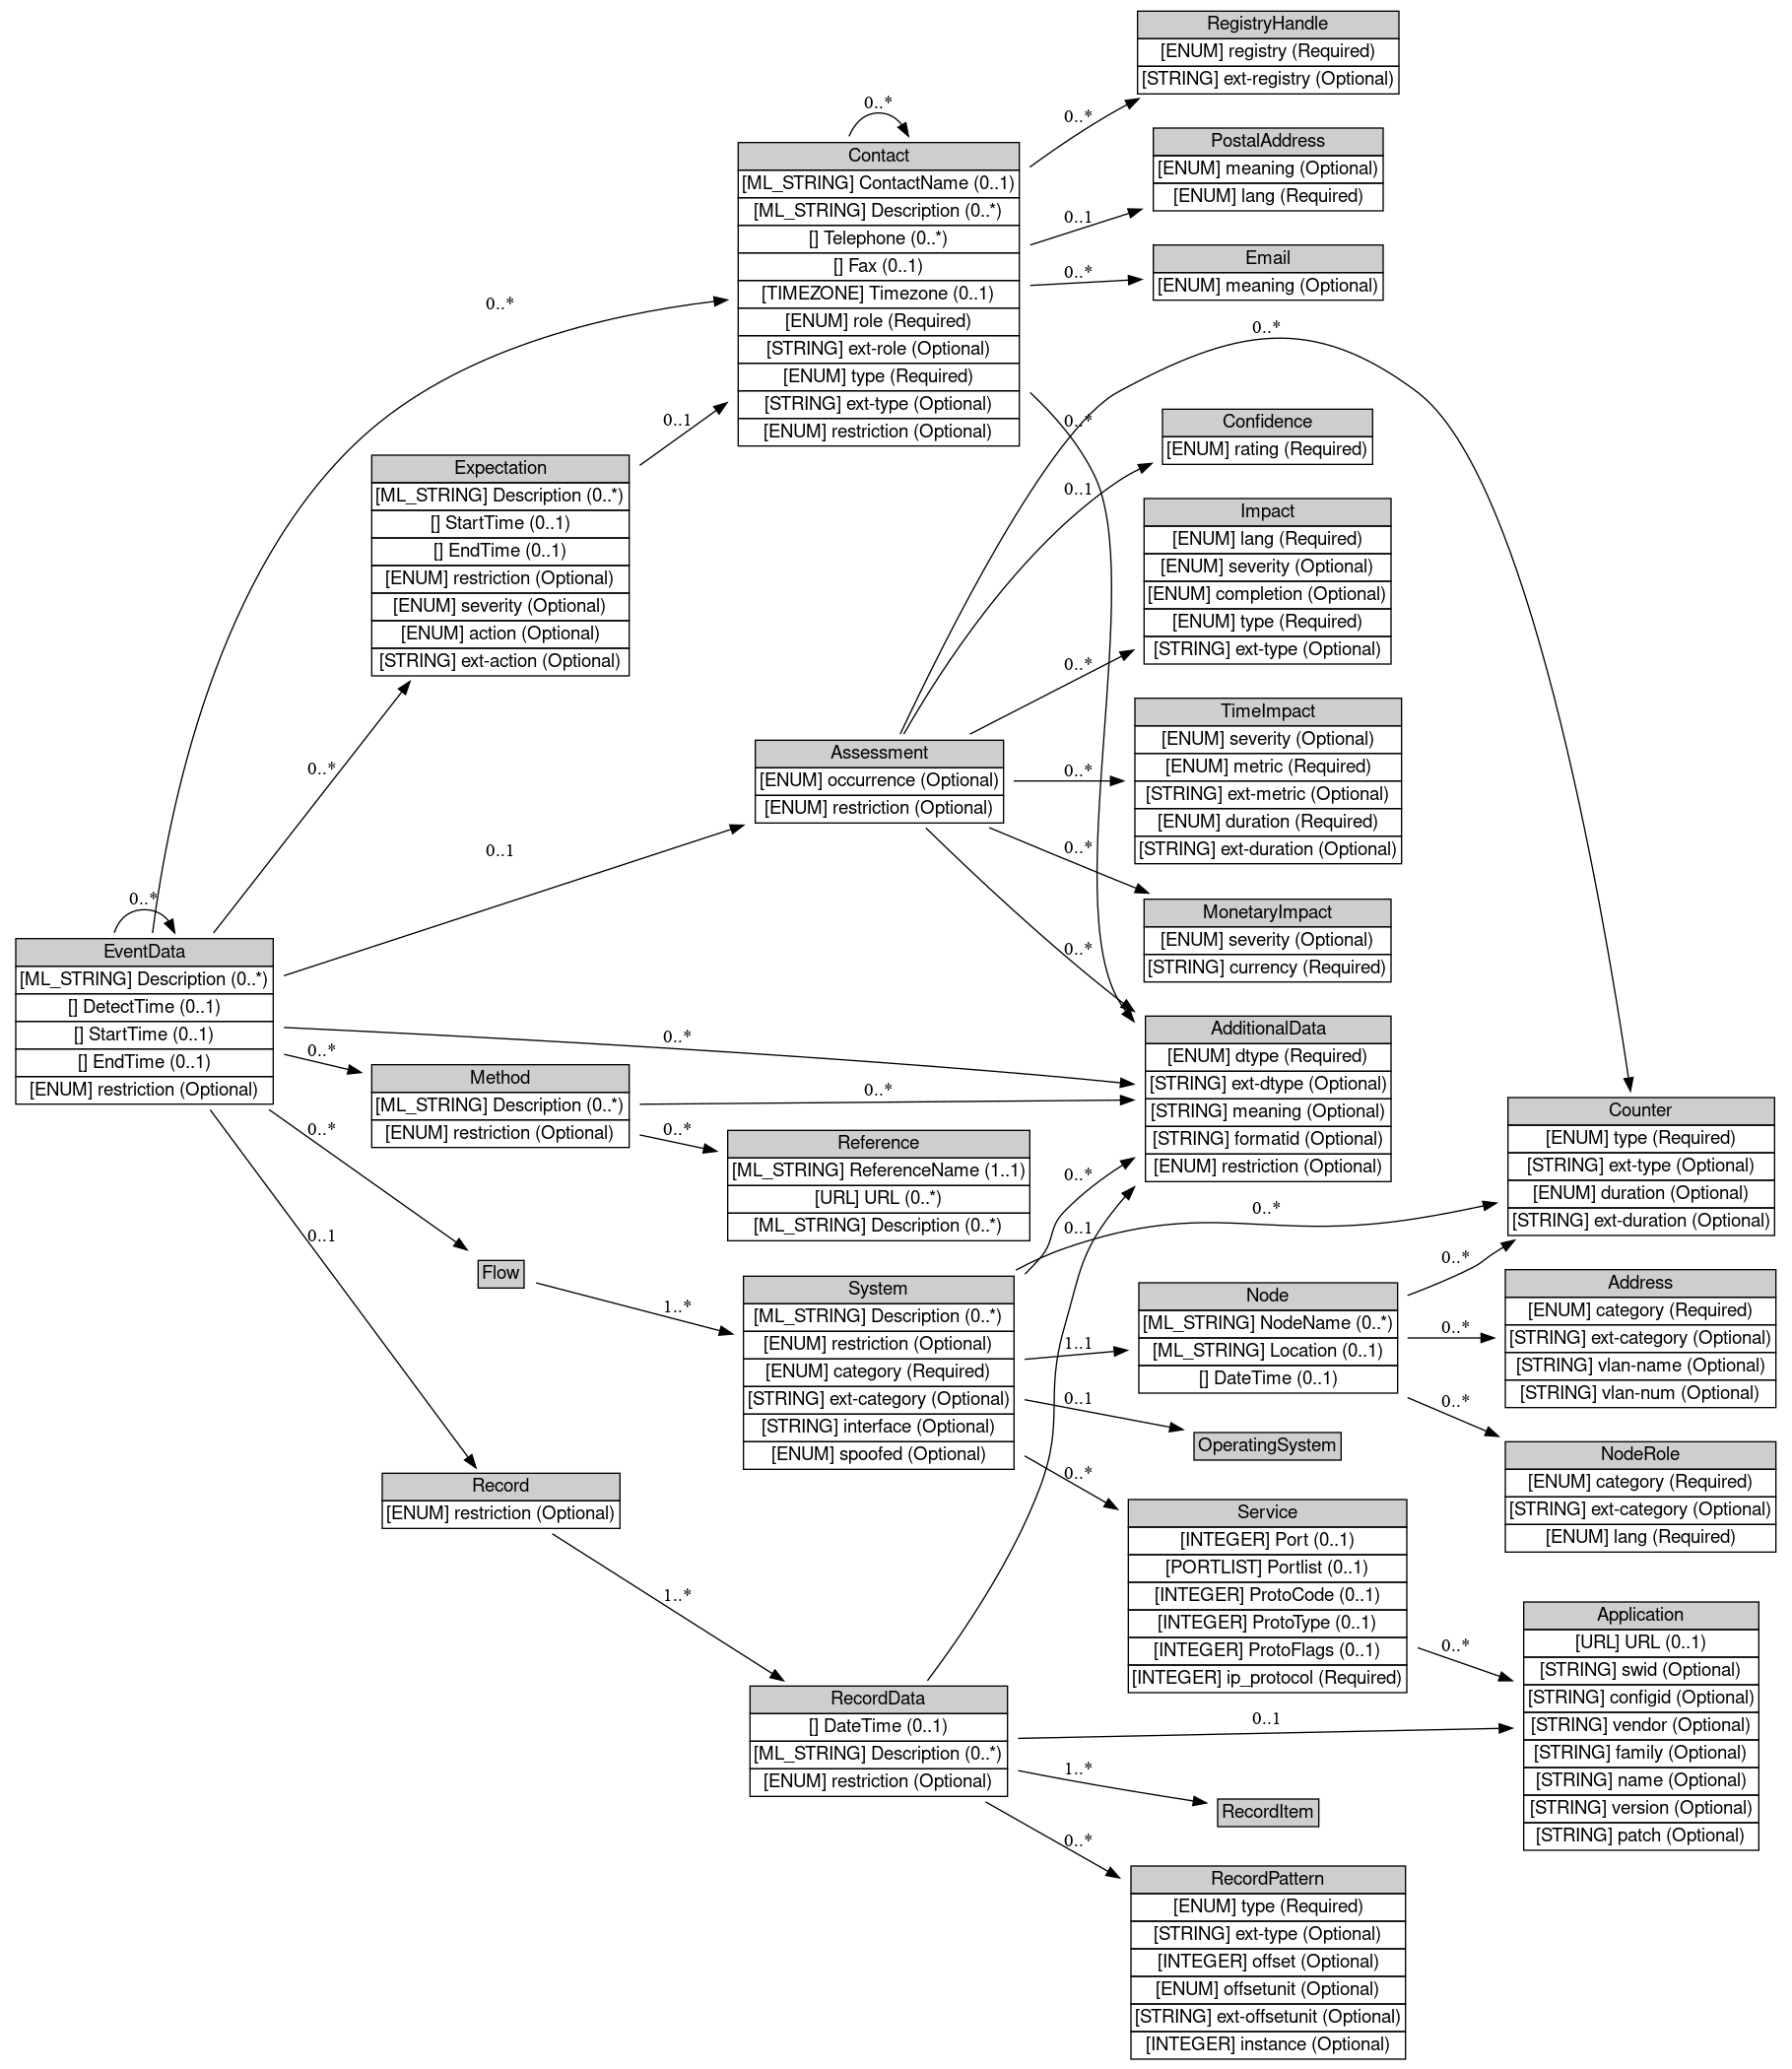 RegistryHandle
[ENUM] registry (Required)
[STRING] ext-registry (Optional)
0..*
PostalAddress
[ENUM] meaning (Optional)
[ENUM] lang (Required)
0..1
Email
[ENUM] meaning (Optional)
0..*
0..*
Contact
[ML_STRING] ContactName (0..1)
[ML_STRING] Description (0..*)
[] Telephone (0..*)
[] Fax (0..1)
[TIMEZONE] Timezone (0..1)
[ENUM] role (Required)
[STRING] ext-role (Optional)
[ENUM] type (Required)
[STRING] ext-type (Optional)
[ENUM] restriction (Optional)
0..*
0..1
0..*
0..*
Expectation
[ML_STRING] Description (0..*)
[] StartTime (0..1)
[] EndTime (0..1)
[ENUM] restriction (Optional)
[ENUM] severity (Optional)
[ENUM] action (Optional)
[STRING] ext-action (Optional)
0..*
Confidence
[ENUM] rating (Required)
0..1
Impact
[ENUM] lang (Required)
[ENUM] severity (Optional)
[ENUM] completion (Optional)
[ENUM] type (Required)
[STRING] ext-type (Optional)
0..*
TimeImpact
[ENUM] severity (Optional)
[ENUM] metric (Required)
[STRING] ext-metric (Optional)
[ENUM] duration (Required)
[STRING] ext-duration (Optional)
0..*
Assessment
[ENUM] occurrence (Optional)
[ENUM] restriction (Optional)
0..1
0..*
MonetaryImpact
[ENUM] severity (Optional)
[STRING] currency (Required)
0..*
0..*
EventData
[ML_STRING] Description (0..*)
[] DetectTime (0..1)
[] StartTime (0..1)
[] EndTime (0..1)
[ENUM] restriction (Optional)
0..*
0..*
0..*
0..1
AdditionalData
[ENUM] dtype (Required)
[STRING] ext-dtype (Optional)
[STRING] meaning (Optional)
[STRING] formatid (Optional)
[ENUM] restriction (Optional)
Method
[ML_STRING] Description (0..*)
[ENUM] restriction (Optional)
0..*
0..*
Reference
[ML_STRING] ReferenceName (1..1)
[URL] URL (0..*)
[ML_STRING] Description (0..*)
Counter
[ENUM] type (Required)
[STRING] ext-type (Optional)
[ENUM] duration (Optional)
[STRING] ext-duration (Optional)
0..*
0..1
0..*
0..*
Flow
1..*
System
[ML_STRING] Description (0..*)
[ENUM] restriction (Optional)
[ENUM] category (Required)
[STRING] ext-category (Optional)
[STRING] interface (Optional)
[ENUM] spoofed (Optional)
1..1
0..1
0..*
Node
[ML_STRING] NodeName (0..*)
[ML_STRING] Location (0..1)
[] DateTime (0..1)
0..*
0..*
Address
[ENUM] category (Required)
[STRING] ext-category (Optional)
[STRING] vlan-name (Optional)
[STRING] vlan-num (Optional)
OperatingSystem
NodeRole
[ENUM] category (Required)
[STRING] ext-category (Optional)
[ENUM] lang (Required)
Record
[ENUM] restriction (Optional)
1..*
Service
[INTEGER] Port (0..1)
[PORTLIST] Portlist (0..1)
[INTEGER] ProtoCode (0..1)
[INTEGER] ProtoType (0..1)
[INTEGER] ProtoFlags (0..1)
[INTEGER] ip_protocol (Required)
0..*
Application
[URL] URL (0..1)
[STRING] swid (Optional)
[STRING] configid (Optional)
[STRING] vendor (Optional)
[STRING] family (Optional)
[STRING] name (Optional)
[STRING] version (Optional)
[STRING] patch (Optional)
RecordData
[] DateTime (0..1)
[ML_STRING] Description (0..*)
[ENUM] restriction (Optional)
0..1
1..*
0..*
RecordItem
RecordPattern
[ENUM] type (Required)
[STRING] ext-type (Optional)
[INTEGER] offset (Optional)
[ENUM] offsetunit (Optional)
[STRING] ext-offsetunit (Optional)
[INTEGER] instance (Optional)